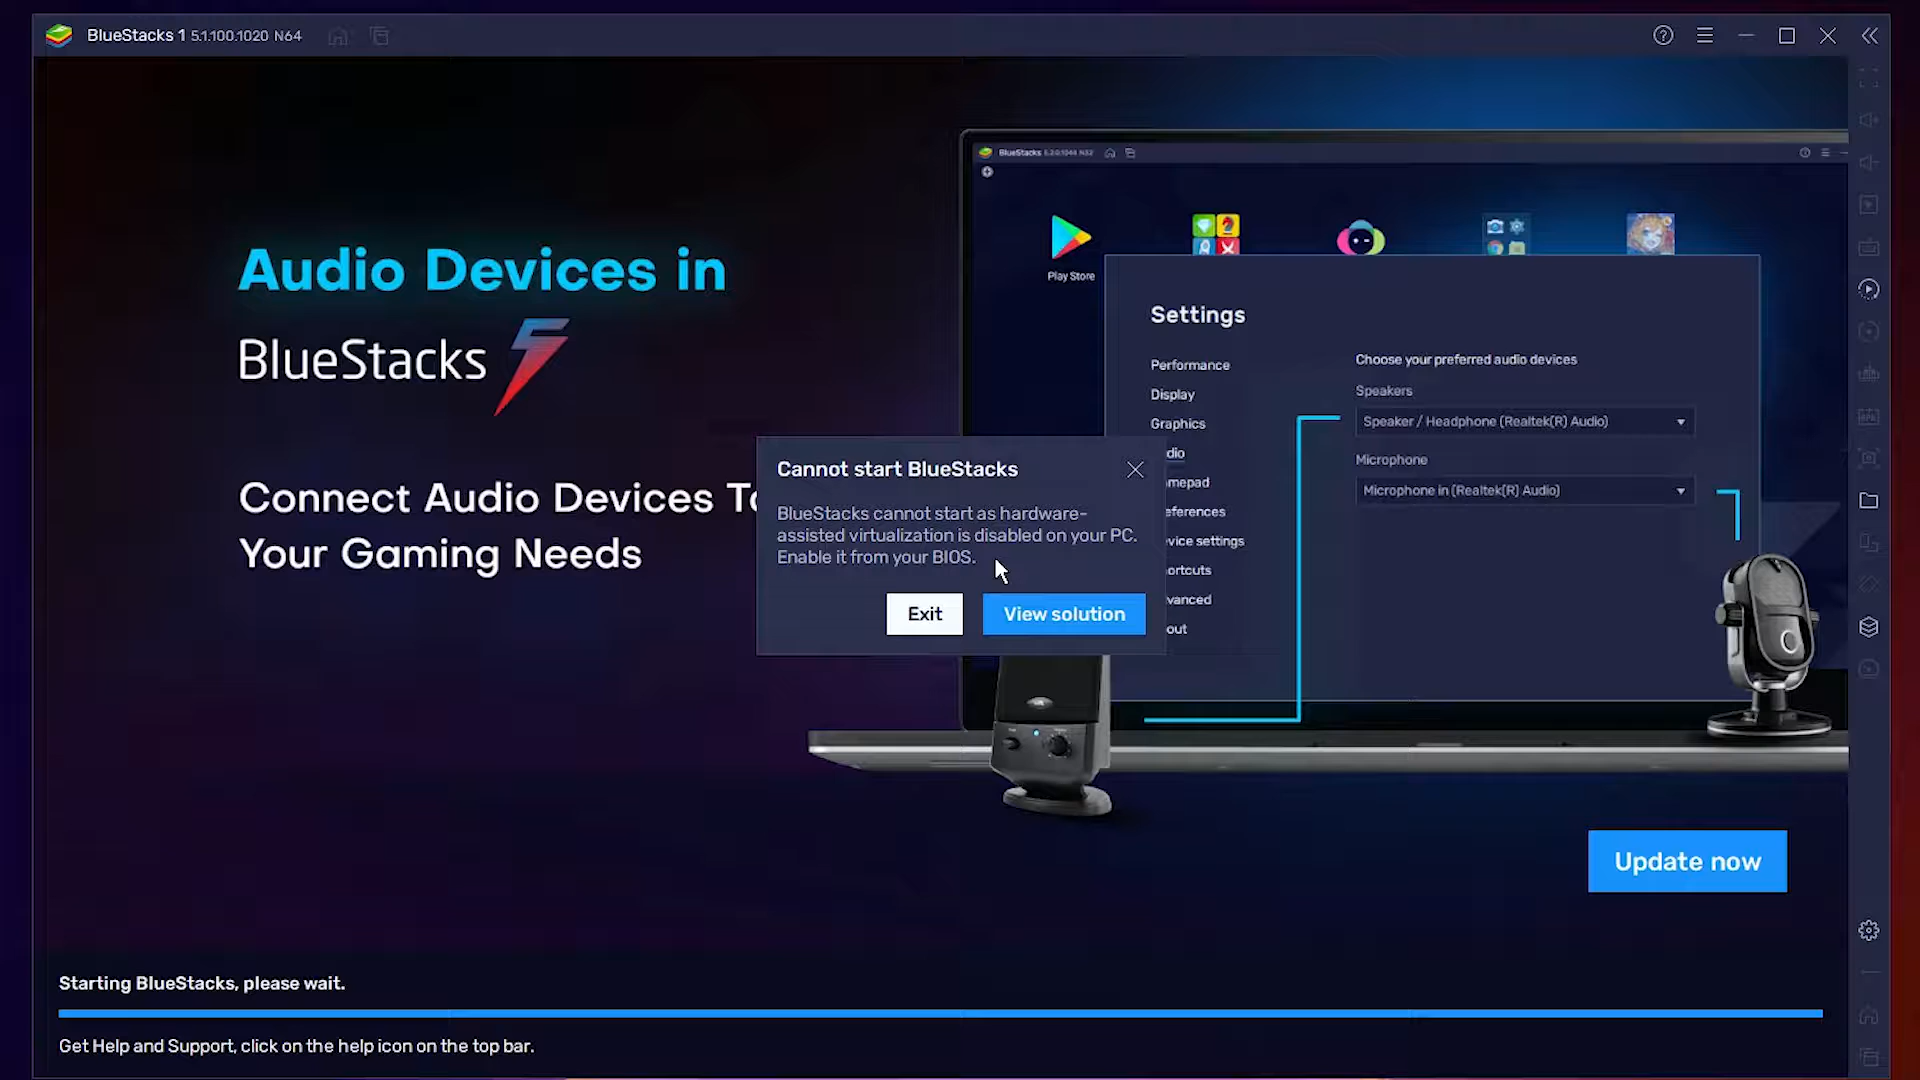 BlueStacks 1 5.1.100.1020 N64
Audio Devices in
BlueStacks 5
Connect Audio Devices To
Your Gaming Needs
BlueStacks
Play Store
Settings
Performance
Display
Graphics
dio
mepad
eferences
vice settings
ortcuts
vanced
out
Choose your preferred audio devices
Speakers
Speaker / Headphone (Realtek(R) Audio)
Microphone
Microphone in (Realtek(R) Audio)
Cannot start BlueStacks
BlueStacks cannot start as hardware-
assisted virtualization is disabled on your PC.
Enable it from your BIOS.
Exit
View solution
Update now
Starting BlueStacks, please wait.
Get Help and Support, click on the help icon on the top bar.